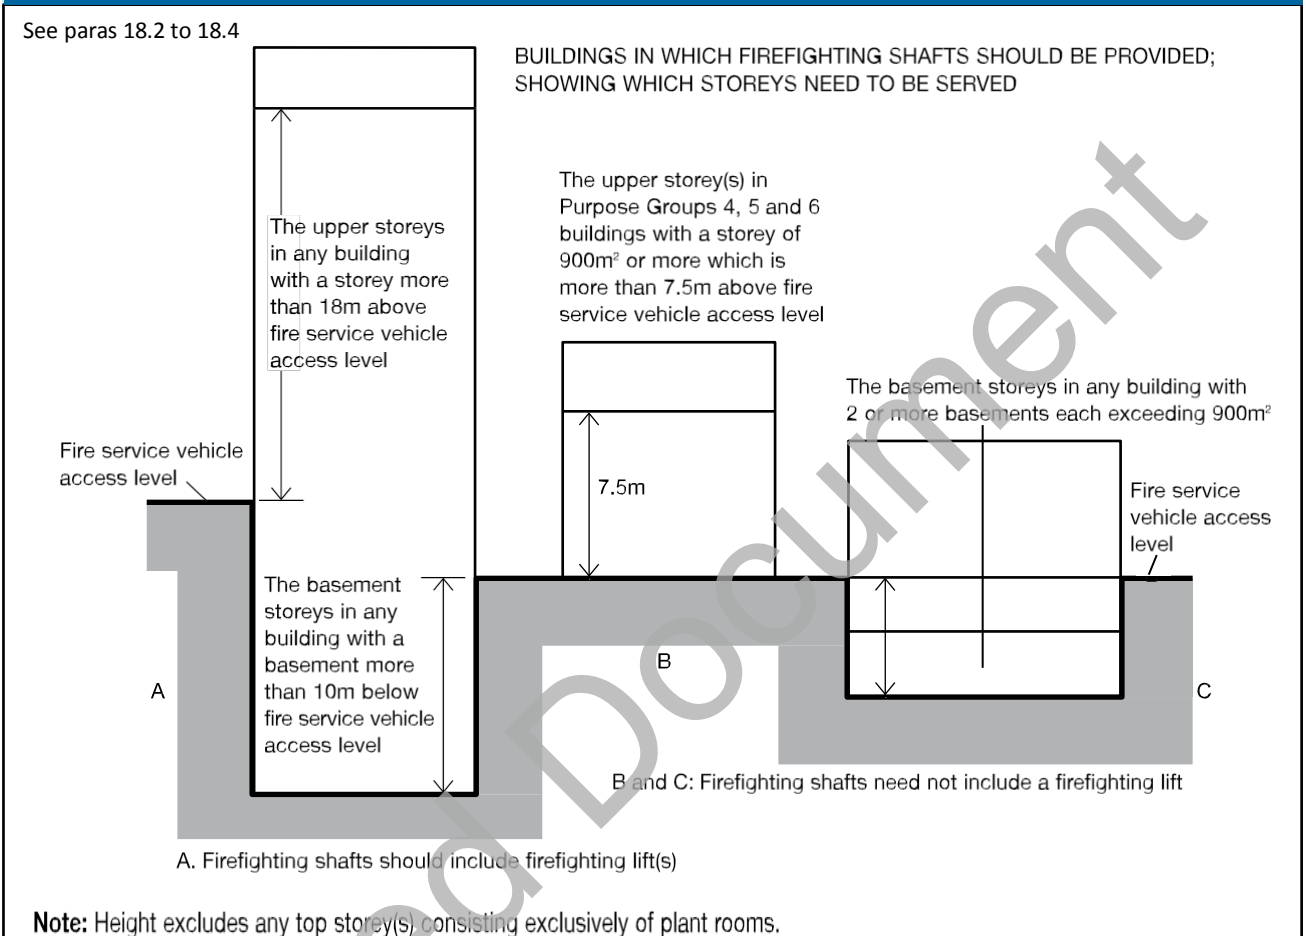 See paras 18.2 to 18.4
BUILDINGS IN WHICH FIREFIGHTING SHAFTS SHOULD BE PROVIDED;
SHOWING WHICH STOREYS NEED TO BE SERVED
The upper storeys
in any building
with a storey more
than 18m above
fire service vehicle
access level
The upper storey(s) in
Purpose Groups 4, 5 and 6
buildings with a storey of
900m² or more which is
more than 7.5m above fire
service vehicle access level
The basement storeys in any building with
2 or more basements each exceeding 900m²
Fire service vehicle
access level
7.5m
Fire service
vehicle access
level
The basement
storeys in any
building with a
basement more
than 10m below
fire service vehicle
access level
A
B
C
B and C: Firefighting shafts need not include a firefighting lift
A. Firefighting shafts should include firefighting lift(s)
Note: Height excludes any top storey(s) consisting exclusively of plant rooms.
Document